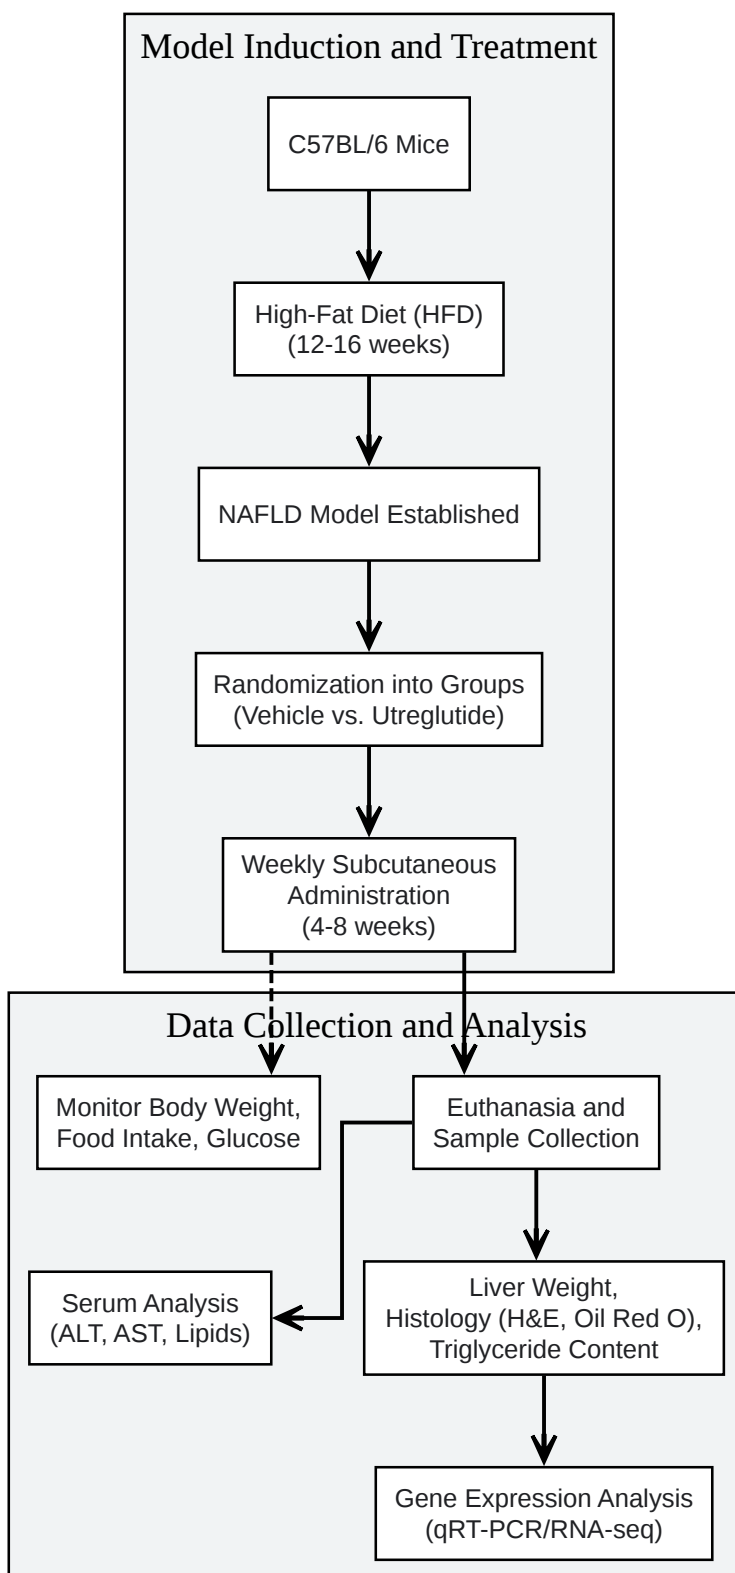 Model Induction and Treatment
C57BL/6 Mice
High-Fat Diet (HFD)
(12-16 weeks)
NAFLD Model Established
Randomization into Groups
(Vehicle vs. Utreglutide)
Weekly Subcutaneous
Administration
(4-8 weeks)
Data Collection and Analysis
Monitor Body Weight,
Food Intake, Glucose
Euthanasia and
Sample Collection
Serum Analysis
(ALT, AST, Lipids)
Liver Weight,
Histology (H&E, Oil Red O),
Triglyceride Content
Gene Expression Analysis
(qRT-PCR/RNA-seq)